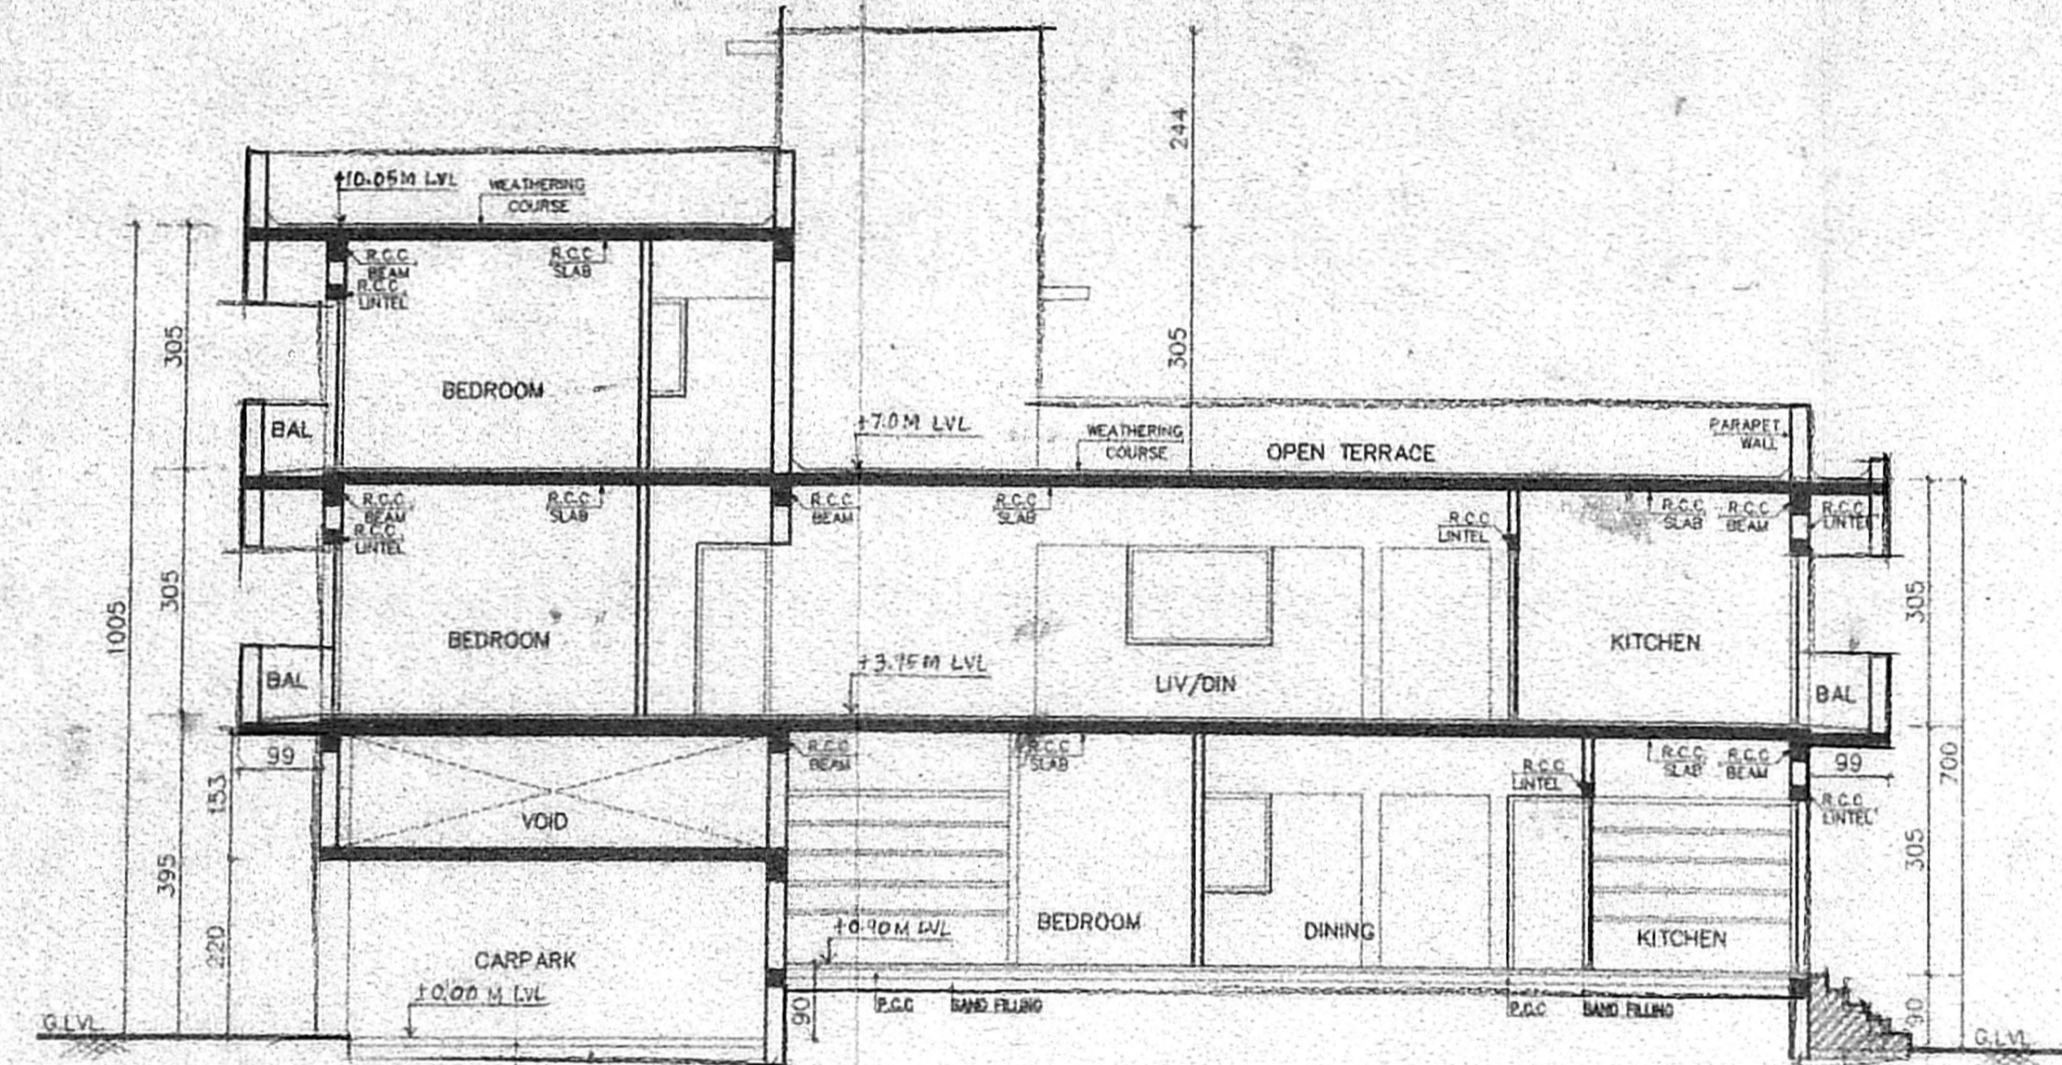 244
+10.05M LVL
WEATHERING
COURSE
R.C.C
BEAM
R.C.C
LINTEL
R.C.C
SLAB
305
BEDROOM
305
BAL
+7.0M LVL
WEATHERING
COURSE
OPEN TERRACE
PARAPET
WALL
R.C.C
BEAM
R.C.C
LINTEL
R.C.C
SLAB
R.C.C
BEAM
R.C.C
SLAB
R.C.C
LINTEL
R.C.C
SLAB
R.C.C
BEAM
R.C.C
LINTEL
1005
305
BEDROOM
KITCHEN
305
+3.95M LVL
BAL
LIV/DIN
BAL
99
R.C.C
BEAM
R.C.C
SLAB
R.C.C
LINTEL
R.C.C
SLAB
R.C.C
BEAM
99
700
153
R.C.C
LINTEL
VOID
395
305
220
+0.90M LVL
BEDROOM
DINING
KITCHEN
CARPARK
+0.00 M LVL
90
P.C.C
SAND FILLING
P.C.C
SAND FILLING
90
G.LVL
G.LVL